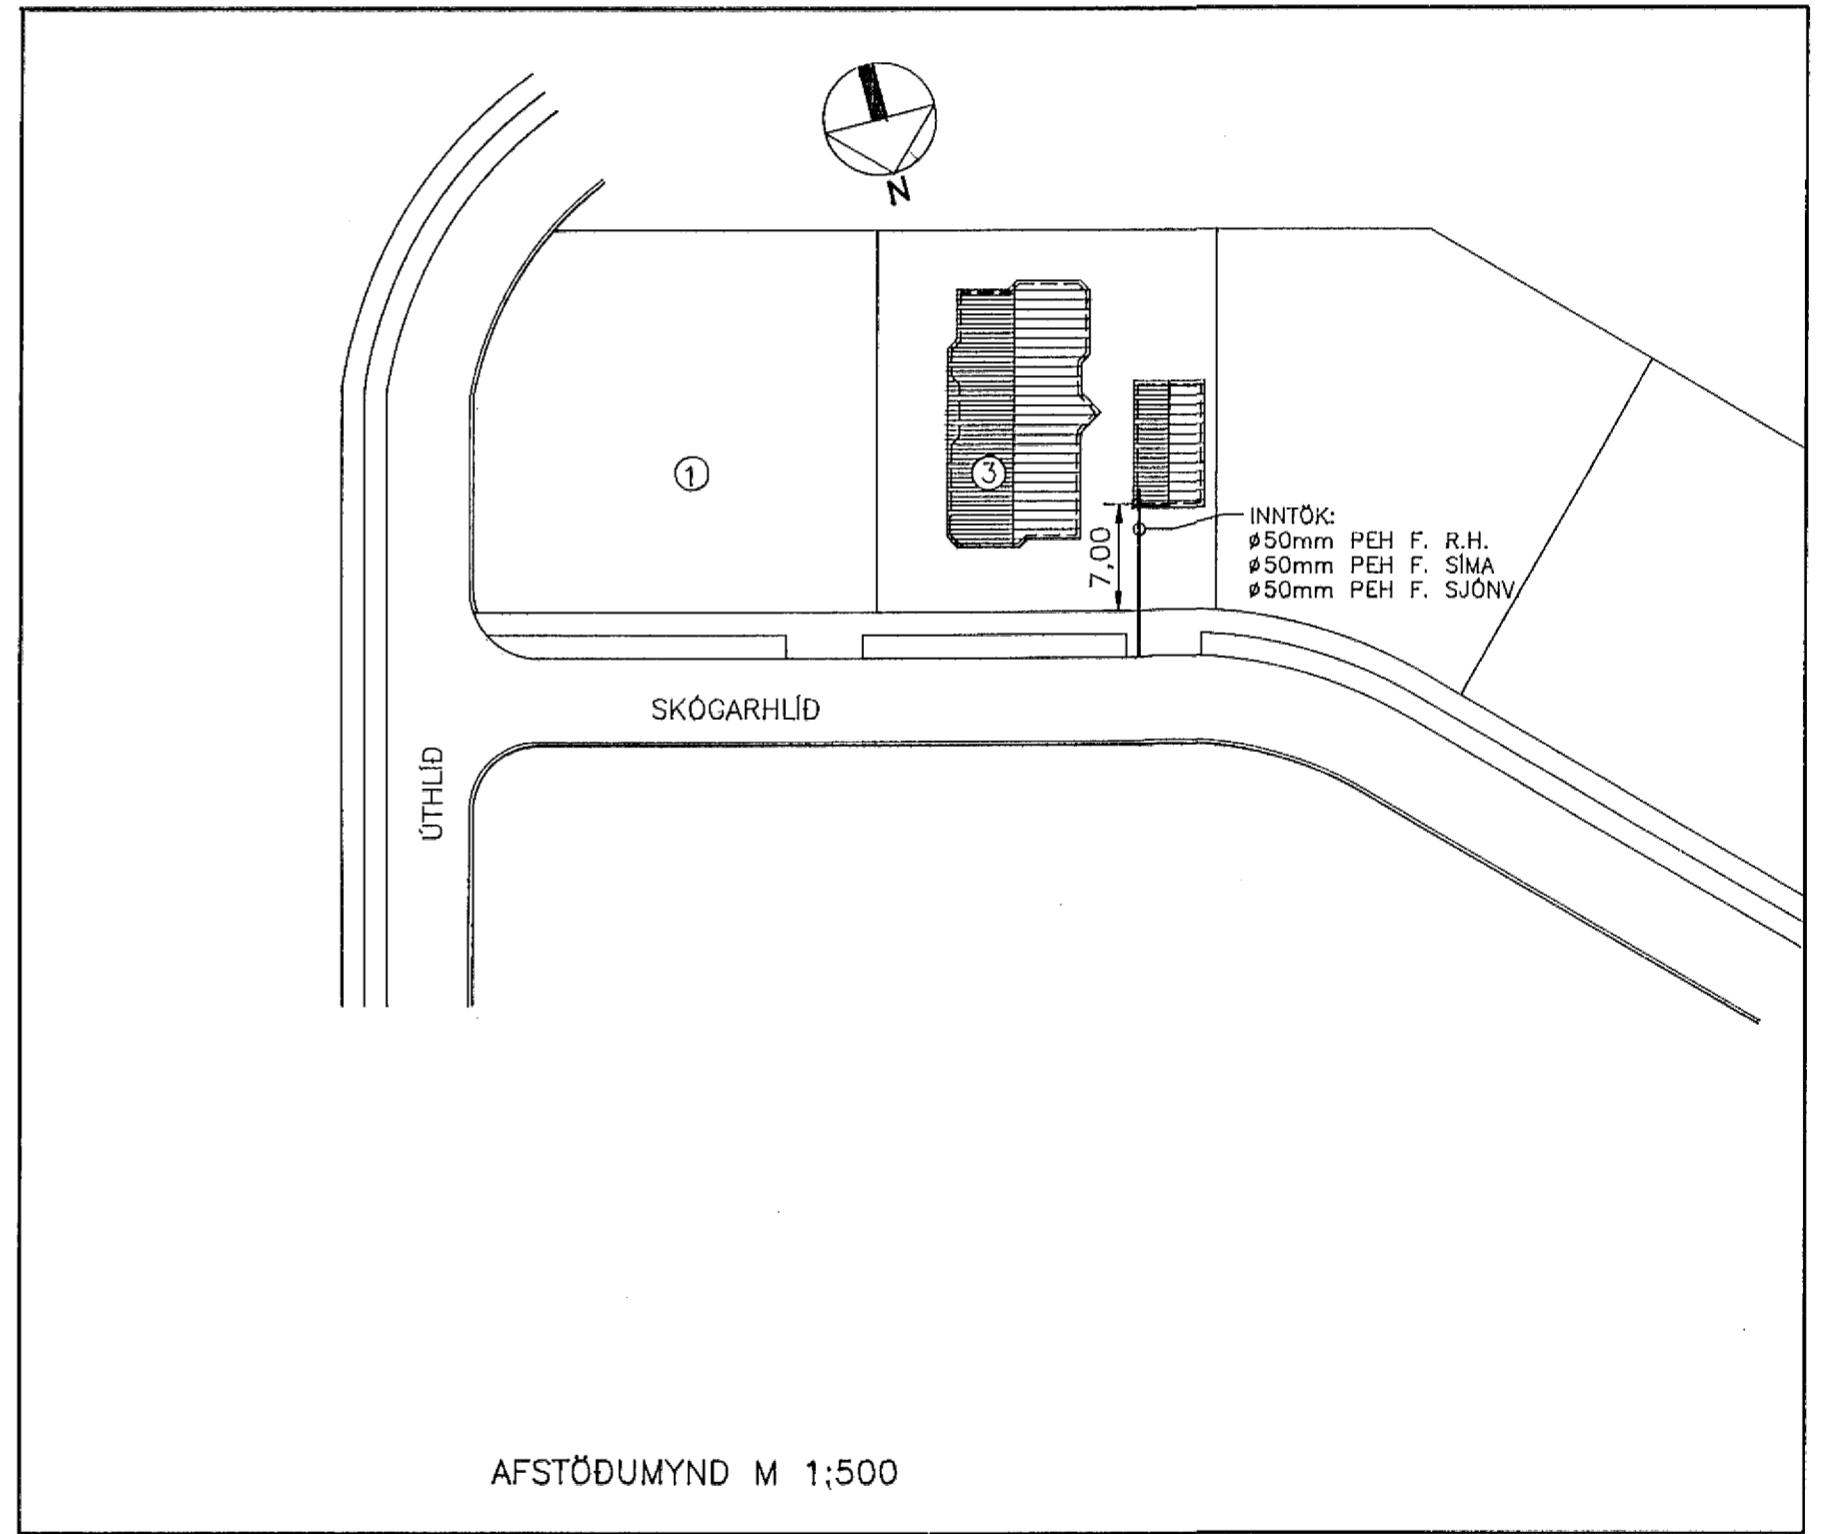 N
1
3
7,00
INNTÖK:
ø50mm PEH F. R.H.
ø50mm PEH F. SÍMA
ø50mm PEH F. SJÓNV.
SKÓGARHLÍÐ
ÚTHLÍÐ
AFSTÖÐUMYND M 1:500